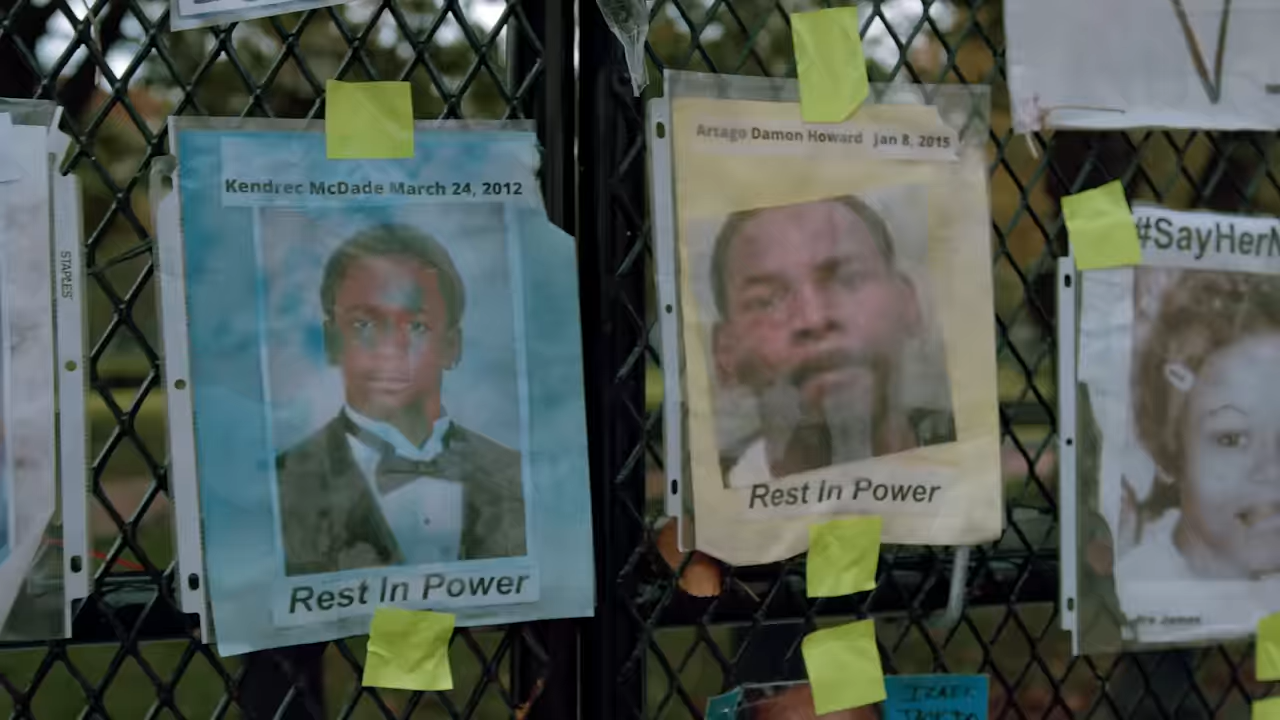 STAPLES
Kendrec McDade March 24, 2012
Rest In Power
Artago Damon Howard Jan 8, 2015
Rest In Power
#SayHerN
James